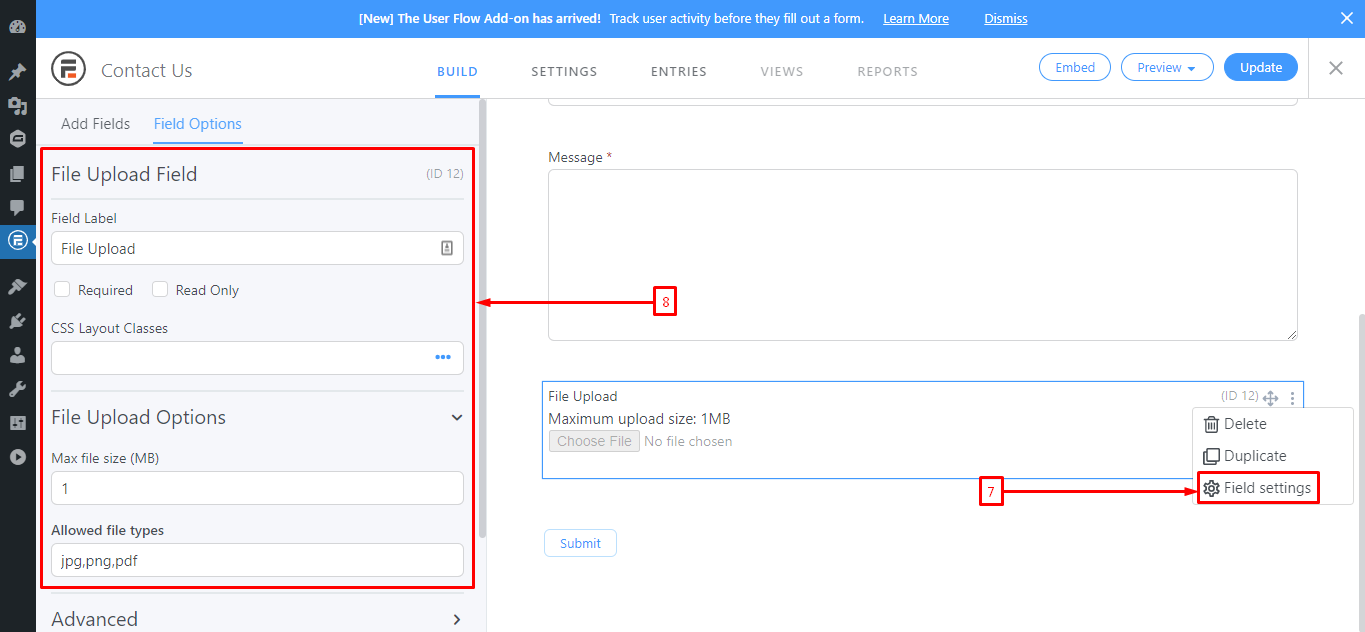 [New] The User Flow Add-on has arrived! Track user activity before they fill out a form. Learn More Dismiss
Contact Us
BUILD SETTINGS ENTRIES VIEWS REPORTS
Embed Preview Update
Add Fields Field Options
File Upload Field (ID 12)
Field Label
File Upload
Required Read Only
CSS Layout Classes
File Upload Options
Max file size (MB)
1
Allowed file types
jpg,png,pdf
Advanced
8
Message *
File Upload (ID 12)
Maximum upload size: 1MB
Choose File No file chosen
Delete
Duplicate
7
Field settings
Submit